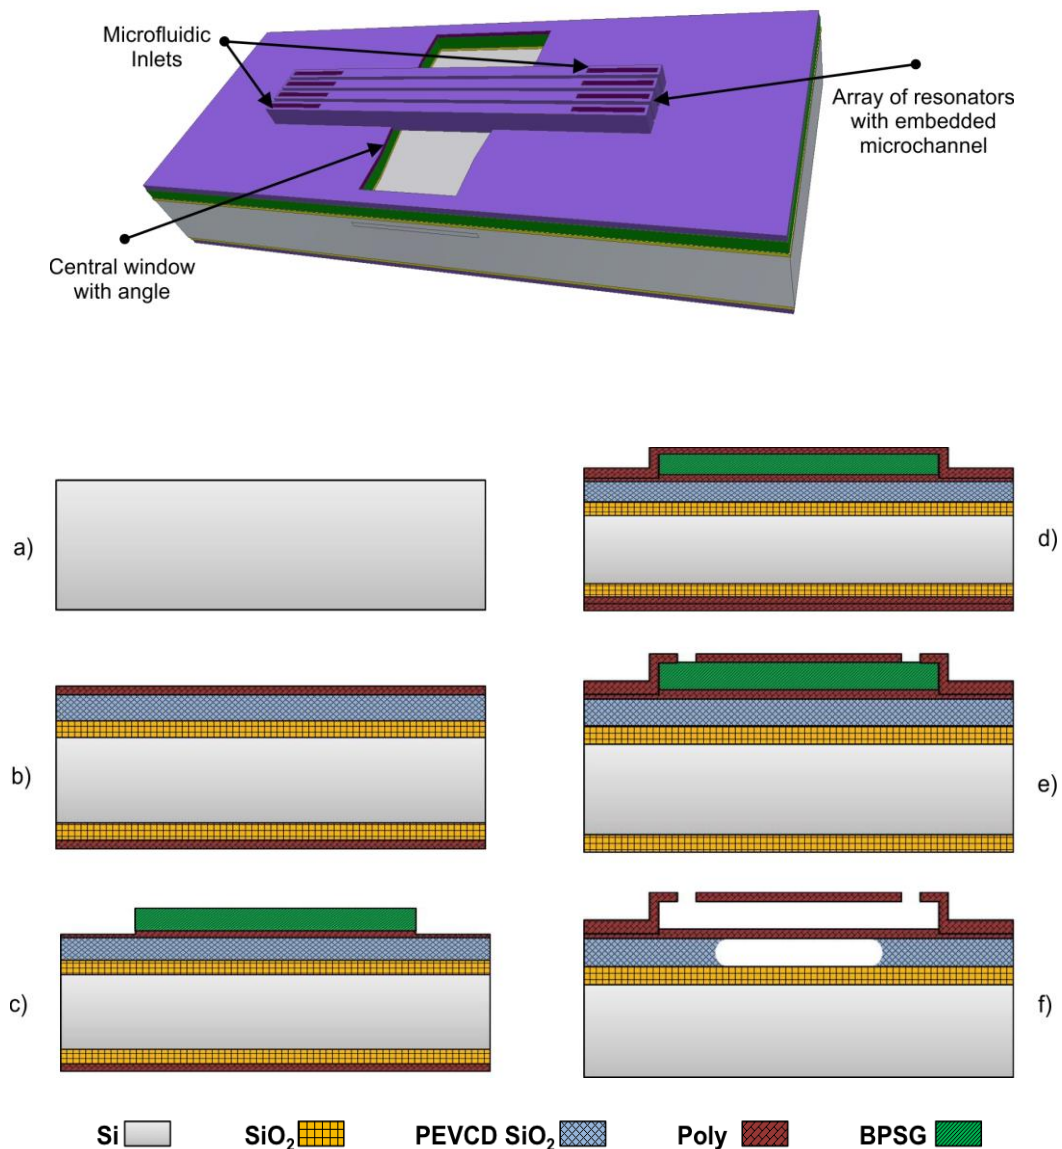 Microfluidic
Inlets
Array of resonators
with embedded
microchannel
Central window
with angle
a)
d)
b)
e)
c)
f)
Si
SiO₂
PEVCD SiO₂
Poly
BPSG